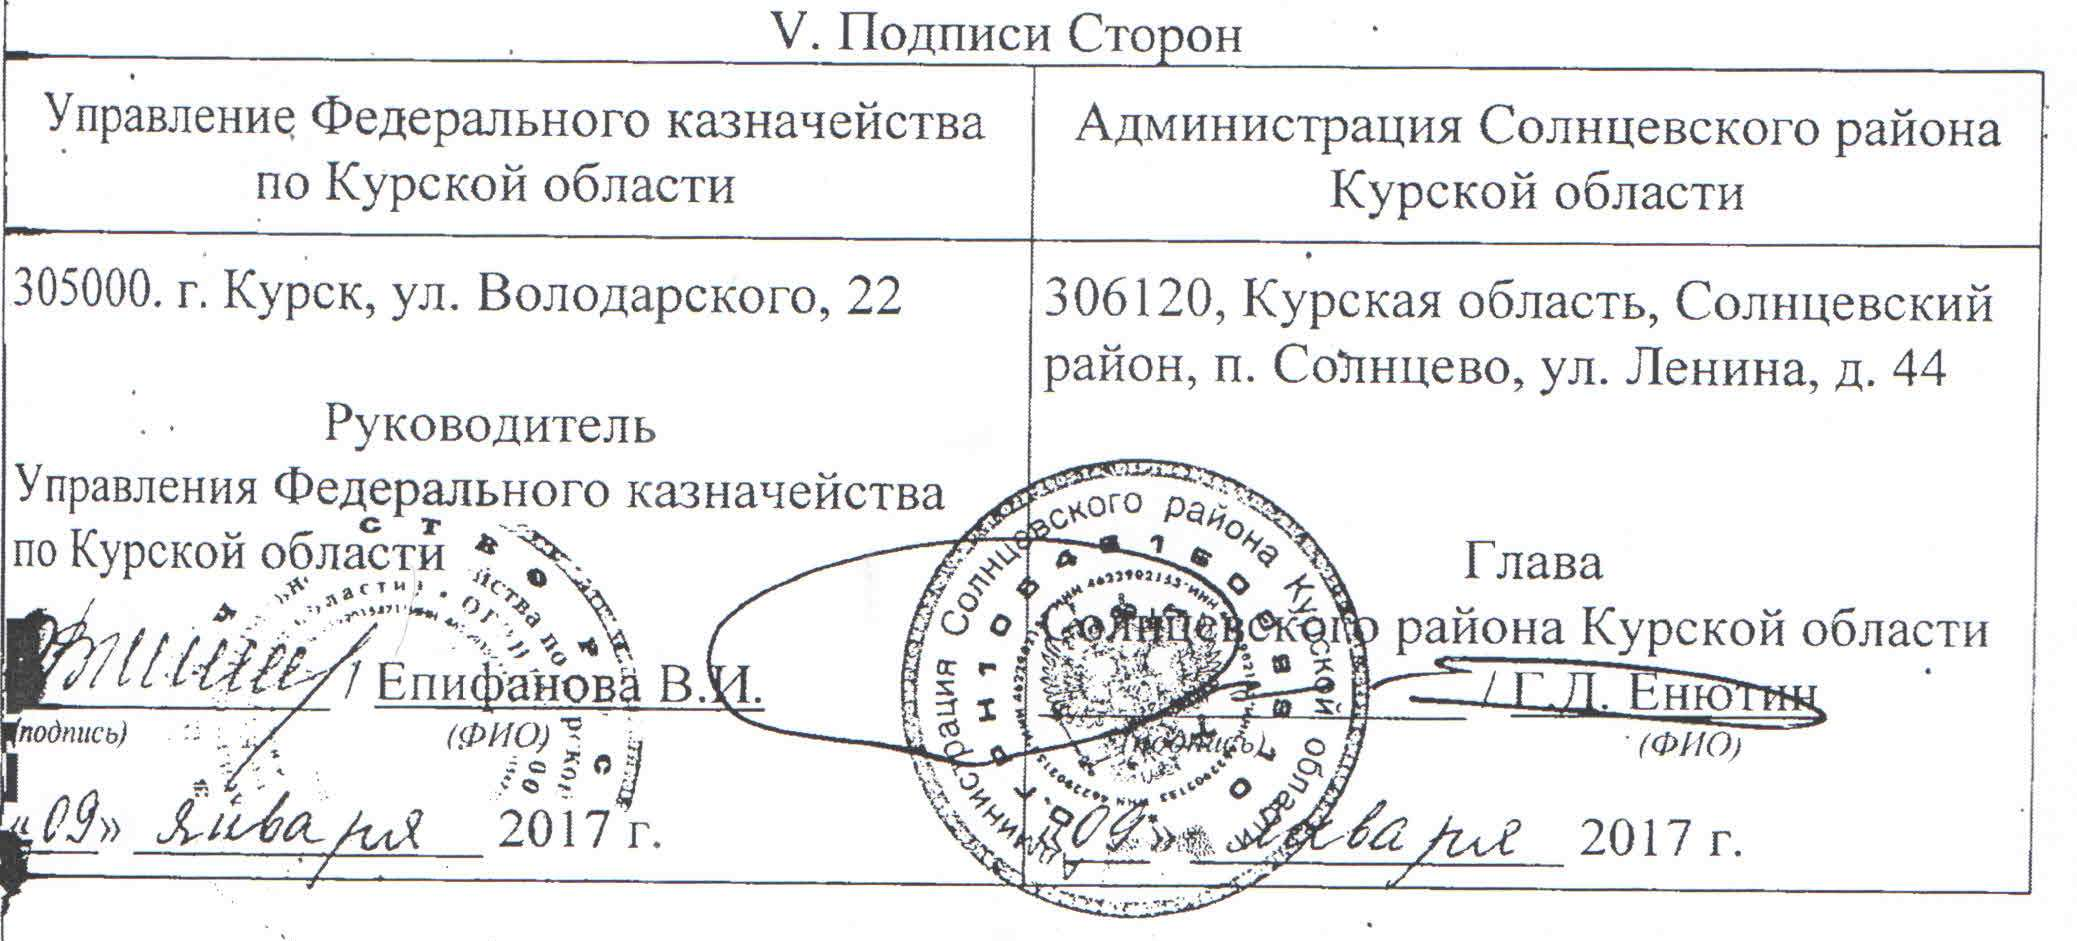 V. Подписи Сторон
Управление Федерального казначейства
по Курской области
305000. г. Курск, ул. Володарского, 22
Руководитель
Управления Федерального казначейства
по Курской области
/ Епифанова В.И.
(подпись) (ФИО)
«09» января 2017 г.
Администрация Солнцевского района
Курской области
306120, Курская область, Солнцевский
район, п. Солнцево, ул. Ленина, д. 44
Глава
Солнцевского района Курской области
/ Г.Д. Енютин
(подпись) (ФИО)
«09» января 2017 г.
Администрация Солнцевского района Курской области